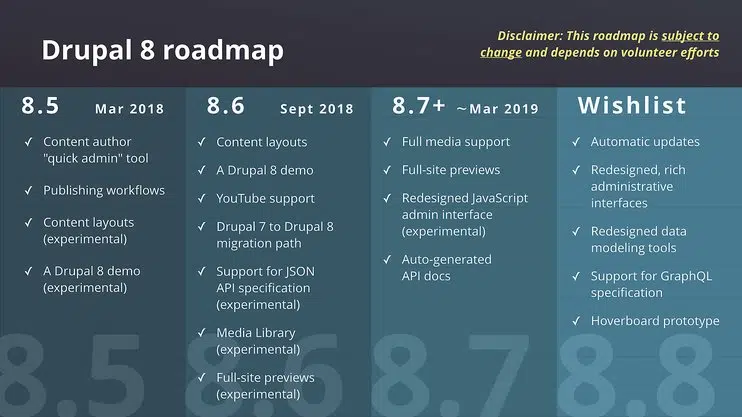 Drupal 8 roadmap
Disclaimer: This roadmap is subject to
change and depends on volunteer efforts
8.5 Mar 2018
✓ Content author
"quick admin" tool
✓ Publishing workflows
✓ Content layouts
(experimental)
✓ A Drupal 8 demo
(experimental)
8.5
8.6 Sept 2018
✓ Content layouts
✓ A Drupal 8 demo
✓ YouTube support
✓ Drupal 7 to Drupal 8
migration path
✓ Support for JSON
API specification
(experimental)
✓ Media Library
(experimental)
✓ Full-site previews
(experimental)
8.6
8.7+ ~Mar 2019
✓ Full media support
✓ Full-site previews
✓ Redesigned JavaScript
admin interface
(experimental)
✓ Auto-generated
API docs
8.7
Wishlist
✓ Automatic updates
✓ Redesigned, rich
administrative
interfaces
✓ Redesigned data
modeling tools
✓ Support for GraphQL
specification
✓ Hoverboard prototype
8.8